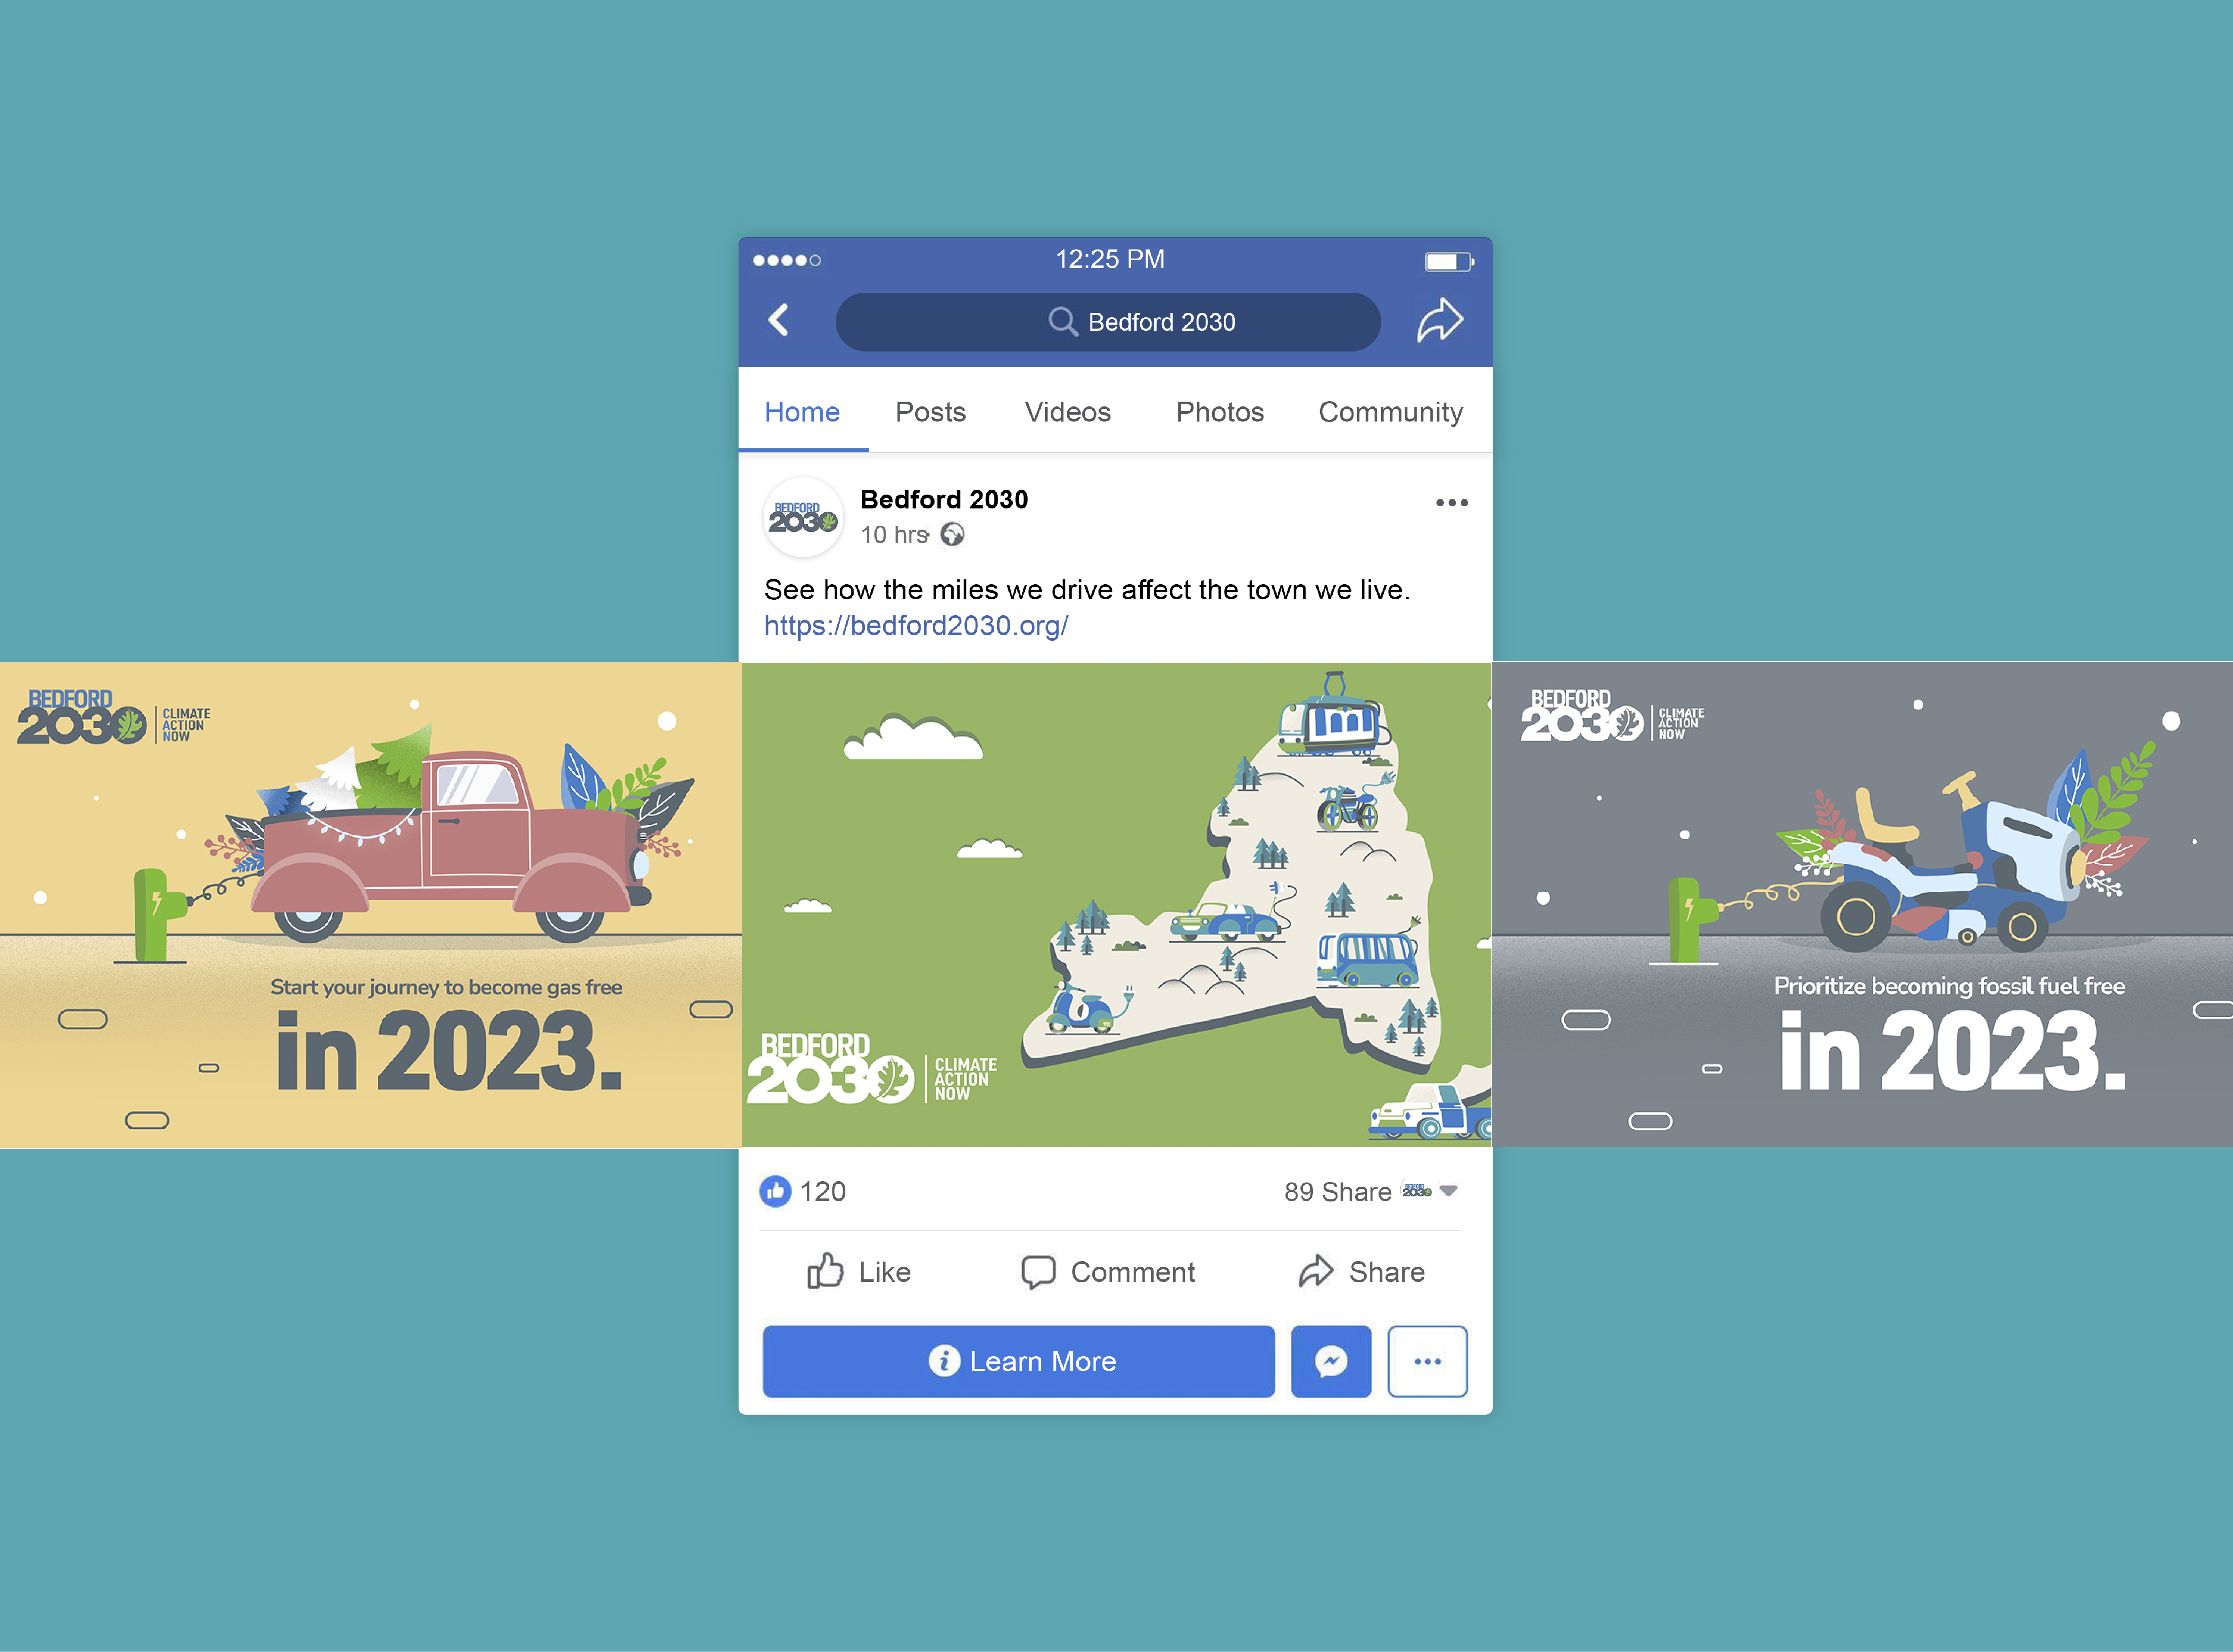 12:25 PM
Bedford 2030
Home Posts Videos Photos Community
BEDFORD
2030
Bedford 2030
10 hrs
See how the miles we drive affect the town we live.
https://bedford2030.org/
BEDFORD
2030
CLIMATE
ACTION
NOW
Start your journey to become gas free
in 2023.
BEDFORD
2030
CLIMATE
ACTION
NOW
BEDFORD
2030
CLIMATE
ACTION
NOW
Prioritize becoming fossil fuel free
in 2023.
120
89 Share
BEDFORD
2030
Like Comment Share
Learn More